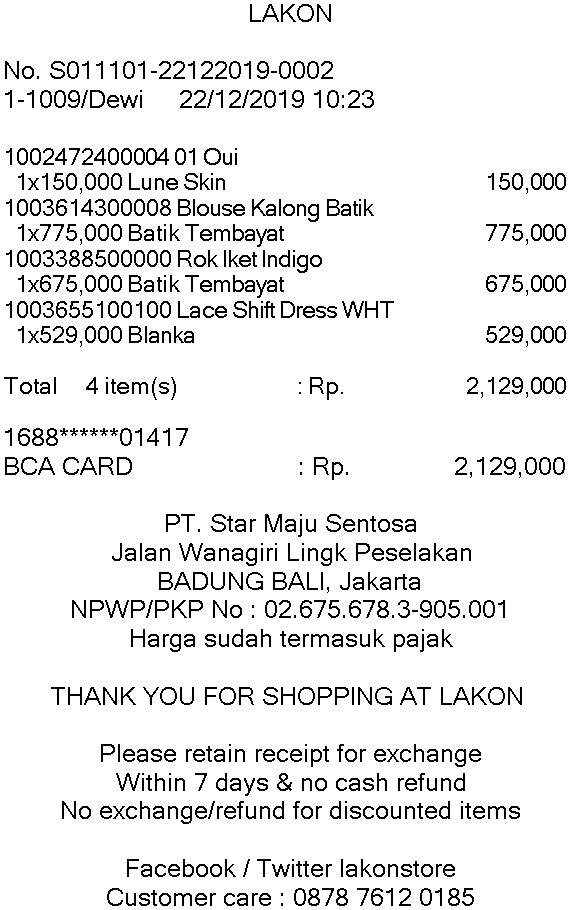 LAKON
No. S011101-22122019-0002
1-1009/Dewi 22/12/2019 10:23
1002472400004 01 Oui
1x150,000 Lune Skin 150,000
1003614300008 Blouse Kalong Batik
1x775,000 Batik Tembayat 775,000
1003388500000 Rok Iket Indigo
1x675,000 Batik Tembayat 675,000
1003655100100 Lace Shift Dress WHT
1x529,000 Blanka 529,000
Total 4 item(s) : Rp. 2,129,000
1688******01417
BCA CARD : Rp. 2,129,000
PT. Star Maju Sentosa
Jalan Wanagiri Lingk Peselakan
BADUNG BALI, Jakarta
NPWP/PKP No : 02.675.678.3-905.001
Harga sudah termasuk pajak
THANK YOU FOR SHOPPING AT LAKON
Please retain receipt for exchange
Within 7 days & no cash refund
No exchange/refund for discounted items
Facebook / Twitter lakonstore
Customer care : 0878 7612 0185